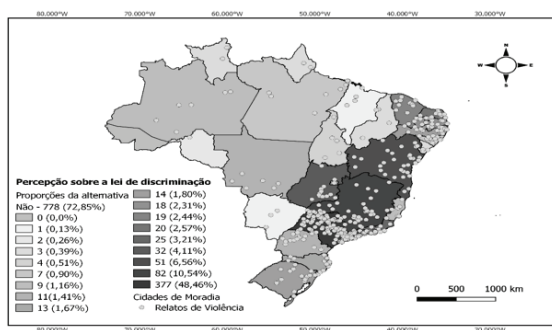 80.000°W 70.000°W 60.000°W 50.000°W 40.000°W 30.000°W
N
W E
S
Percepção sobre a lei de discriminação
Proporções da alternativa
Não - 778 (72,85%)
0 (0,0%)
1 (0,13%)
2 (0,26%)
3 (0,39%)
4 (0,51%)
7 (0,90%)
9 (1,16%)
11(1,41%)
13 (1,67%)
14 (1,80%)
18 (2,31%)
19 (2,44%)
20 (2,57%)
25 (3,21%)
32 (4,11%)
51 (6,56%)
82 (10,54%)
377 (48,46%)
Cidades de Moradia
Relatos de Violência
0 500 1000 km
80.000°W 70.000°W 60.000°W 50.000°W 40.000°W 30.000°W